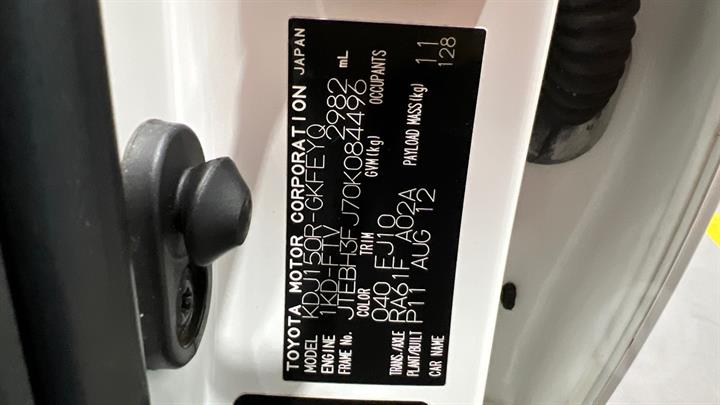 TOYOTA MOTOR CORPORATION JAPAN
MODEL KDJ150R-GKFEYQ
ENGINE 1KD-FTV 2982 mL
FRAME No. JTEBH3FJ70K084496
COLOR TRIM GVM(kg) OCCUPANTS
040 FJ10
TRANS./AXLE RA61F A02A PAYLOAD MASS(kg)
PLANT/BUILT P11 AUG 12 11
CAR NAME 128